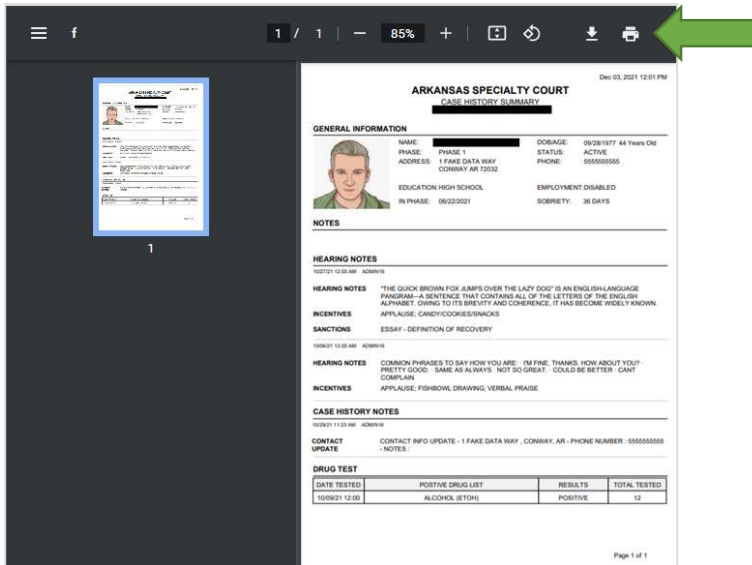 f 1 / 1 85%
Dec 03, 2021 12:01 PM
ARKANSAS SPECIALTY COURT
CASE HISTORY SUMMARY
GENERAL INFORMATION
NAME: DOB/AGE: 09/28/1977 44 Years Old
PHASE: PHASE 1 STATUS: ACTIVE
ADDRESS: 1 FAKE DATA WAY PHONE: 5555555555
CONWAY AR 72032
EDUCATION: HIGH SCHOOL EMPLOYMENT: DISABLED
IN PHASE: 06/22/2021 SOBRIETY: 36 DAYS
NOTES
HEARING NOTES
10/27/21 12:00 AM ADMIN16
HEARING NOTES "THE QUICK BROWN FOX JUMPS OVER THE LAZY DOG" IS AN ENGLISH-LANGUAGE
PANGRAM—A SENTENCE THAT CONTAINS ALL OF THE LETTERS OF THE ENGLISH
ALPHABET. OWING TO ITS BREVITY AND COHERENCE, IT HAS BECOME WIDELY KNOWN.
INCENTIVES APPLAUSE; CANDY/COOKIES/SNACKS
SANCTIONS ESSAY - DEFINITION OF RECOVERY
10/06/21 12:00 AM ADMIN16
HEARING NOTES COMMON PHRASES TO SAY HOW YOU ARE: · I'M FINE, THANKS. HOW ABOUT YOU? ·
PRETTY GOOD. · SAME AS ALWAYS · NOT SO GREAT. · COULD BE BETTER · CANT
COMPLAIN
INCENTIVES APPLAUSE; FISHBOWL DRAWING; VERBAL PRAISE
CASE HISTORY NOTES
10/29/21 11:23 AM ADMIN16
CONTACT CONTACT INFO UPDATE - 1 FAKE DATA WAY , CONWAY, AR - PHONE NUMBER : 5555555555
UPDATE - NOTES :
DRUG TEST
DATE TESTED POSTIVE DRUG LIST RESULTS TOTAL TESTED
10/09/21 12:00 ALCOHOL (ETOH) POSITIVE 12
Page 1 of 1
1